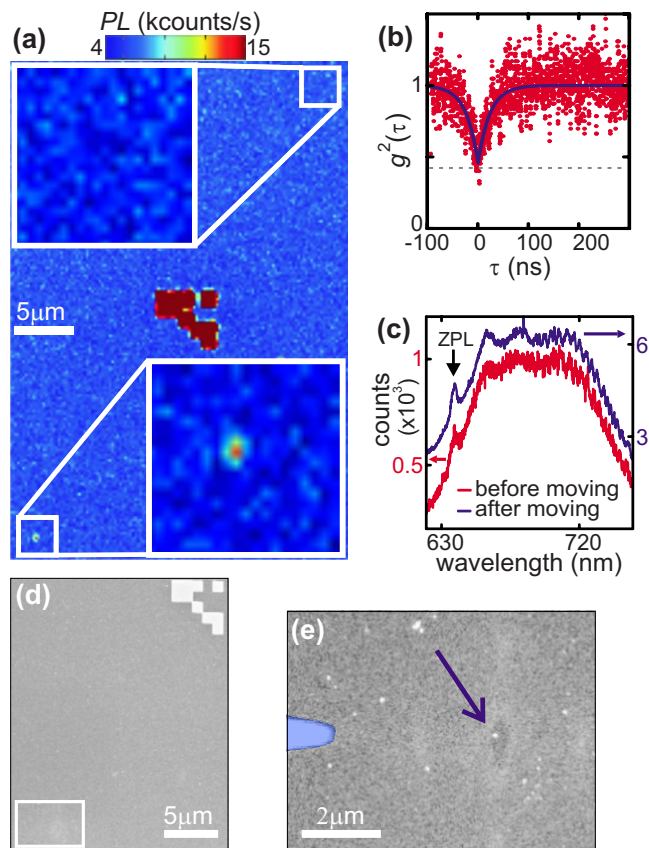 PL (kcounts/s)
(a)
4
15
5μm
(b)
g²(τ)
1
0
-100
0
100
200
τ (ns)
(c)
ZPL
counts
(x10³)
1
0.5
6
3
before moving
after moving
630
720
wavelength (nm)
(d)
5μm
(e)
2μm